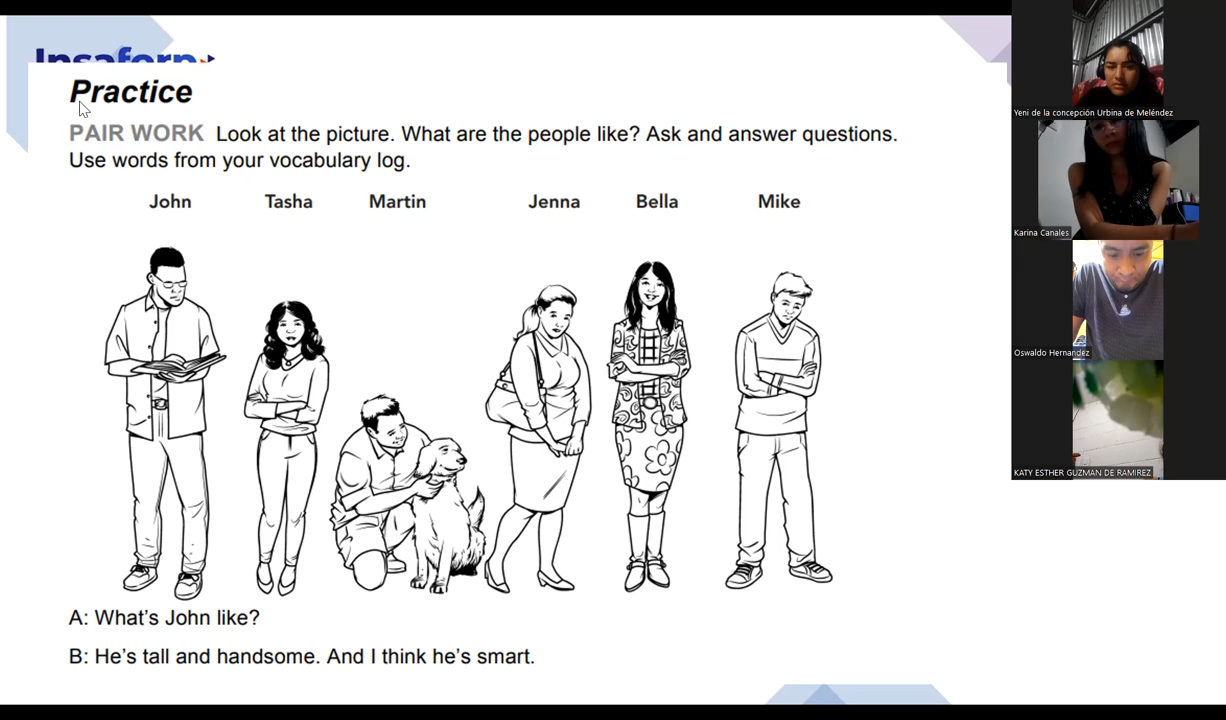 Insaforp
Practice
PAIR WORK Look at the picture. What are the people like? Ask and answer questions.
Use words from your vocabulary log.
John Tasha Martin Jenna Bella Mike
A: What's John like?
B: He's tall and handsome. And I think he's smart.
Yeni de la concepción Urbina de Meléndez
Karina Canales
Oswaldo Hernandez
KATY ESTHER GUZMAN DE RAMIREZ